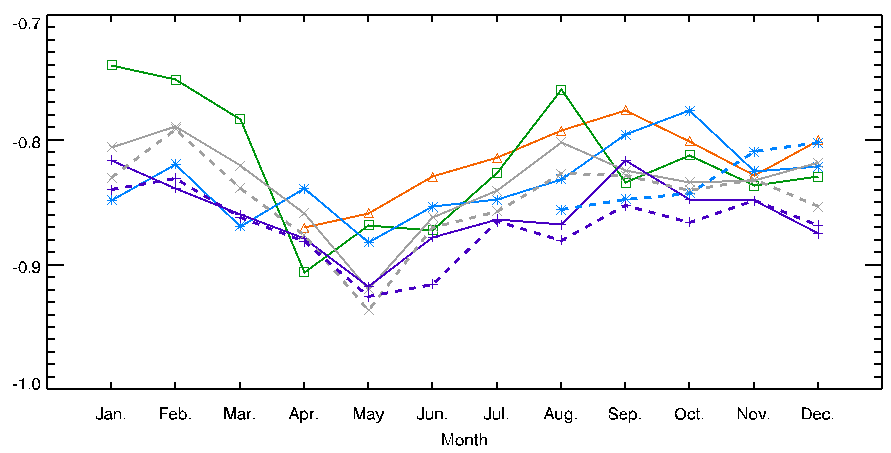 -0.7
-0.8
-0.9
-1.0
Jan. Feb. Mar. Apr. May Jun. Jul. Aug. Sep. Oct. Nov. Dec.
Month